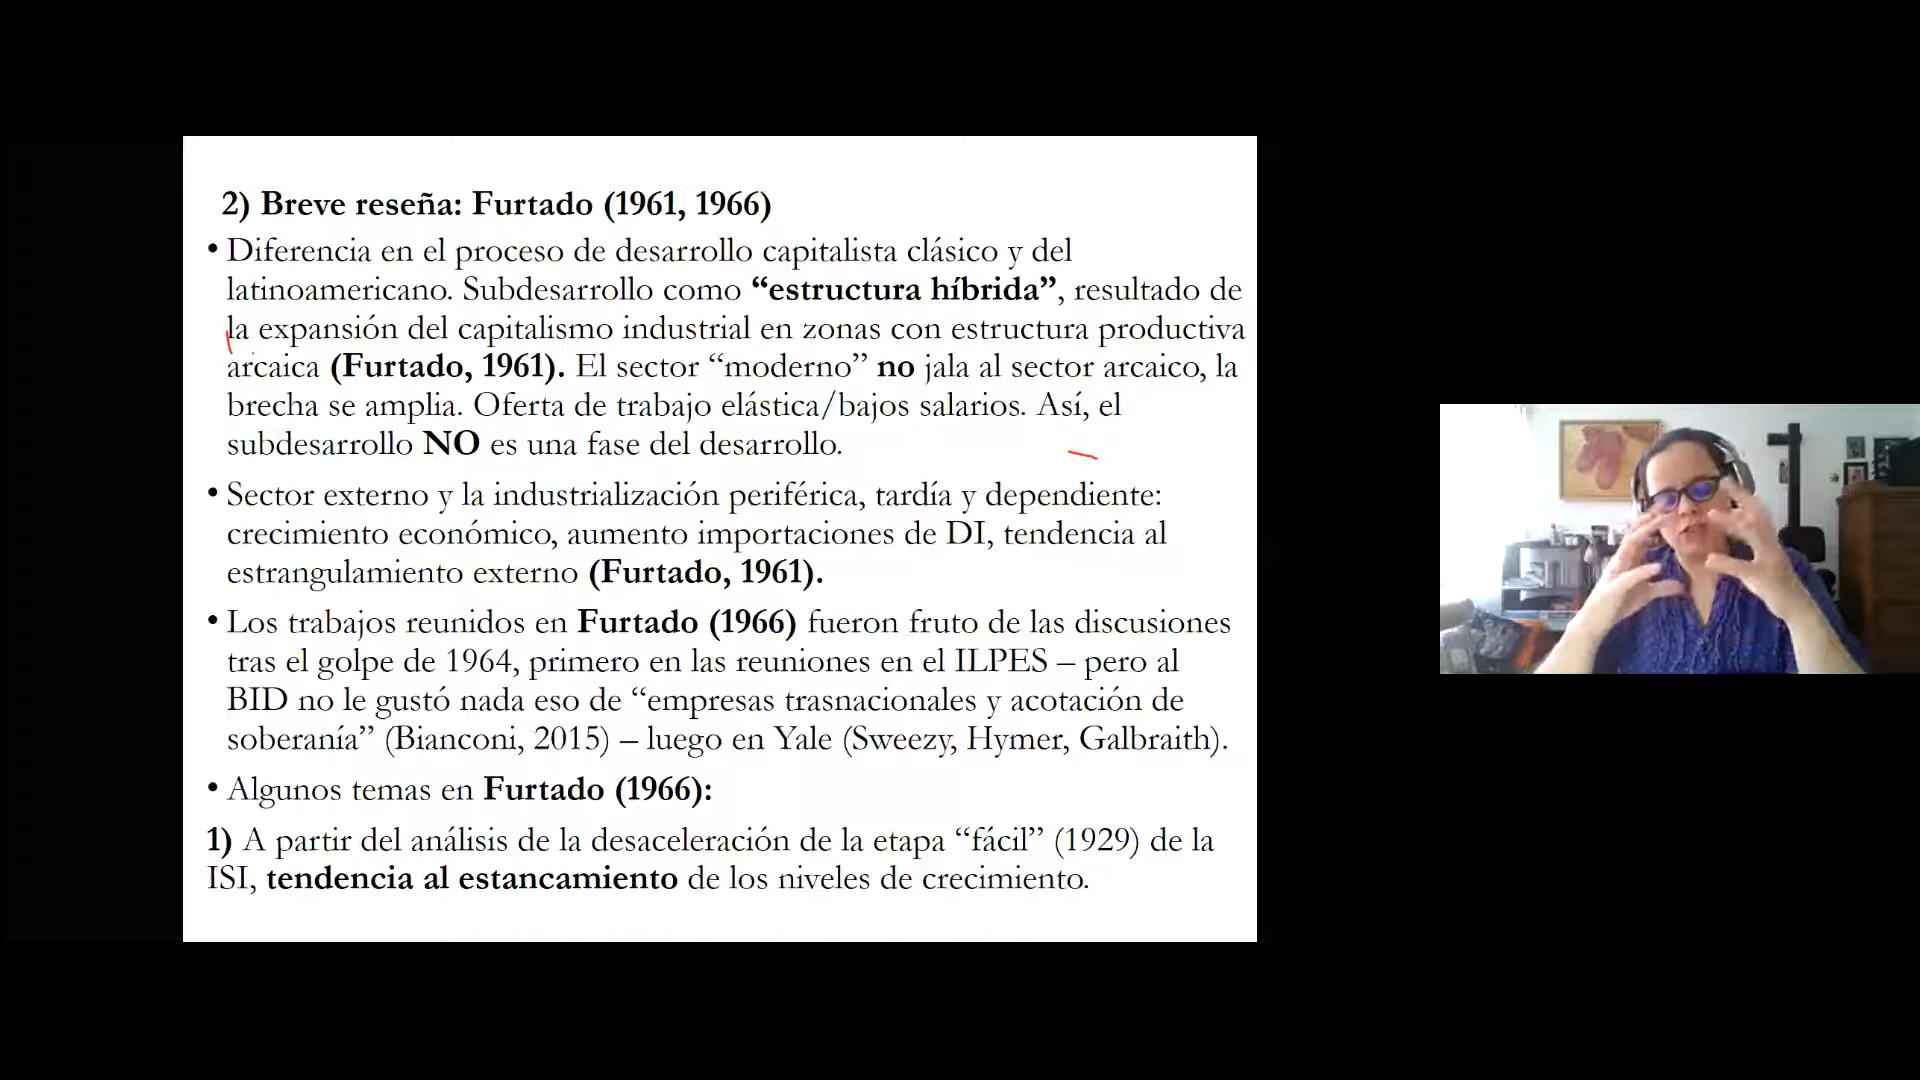 2) Breve reseña: Furtado (1961, 1966)
• Diferencia en el proceso de desarrollo capitalista clásico y del
latinoamericano. Subdesarrollo como “estructura híbrida”, resultado de
la expansión del capitalismo industrial en zonas con estructura productiva
arcaica (Furtado, 1961). El sector “moderno” no jala al sector arcaico, la
brecha se amplia. Oferta de trabajo elástica/bajos salarios. Así, el
subdesarrollo NO es una fase del desarrollo.
• Sector externo y la industrialización periférica, tardía y dependiente:
crecimiento económico, aumento importaciones de DI, tendencia al
estrangulamiento externo (Furtado, 1961).
• Los trabajos reunidos en Furtado (1966) fueron fruto de las discusiones
tras el golpe de 1964, primero en las reuniones en el ILPES – pero al
BID no le gustó nada eso de “empresas trasnacionales y acotación de
soberanía” (Bianconi, 2015) – luego en Yale (Sweezy, Hymer, Galbraith).
• Algunos temas en Furtado (1966):
1) A partir del análisis de la desaceleración de la etapa “fácil” (1929) de la
ISI, tendencia al estancamiento de los niveles de crecimiento.